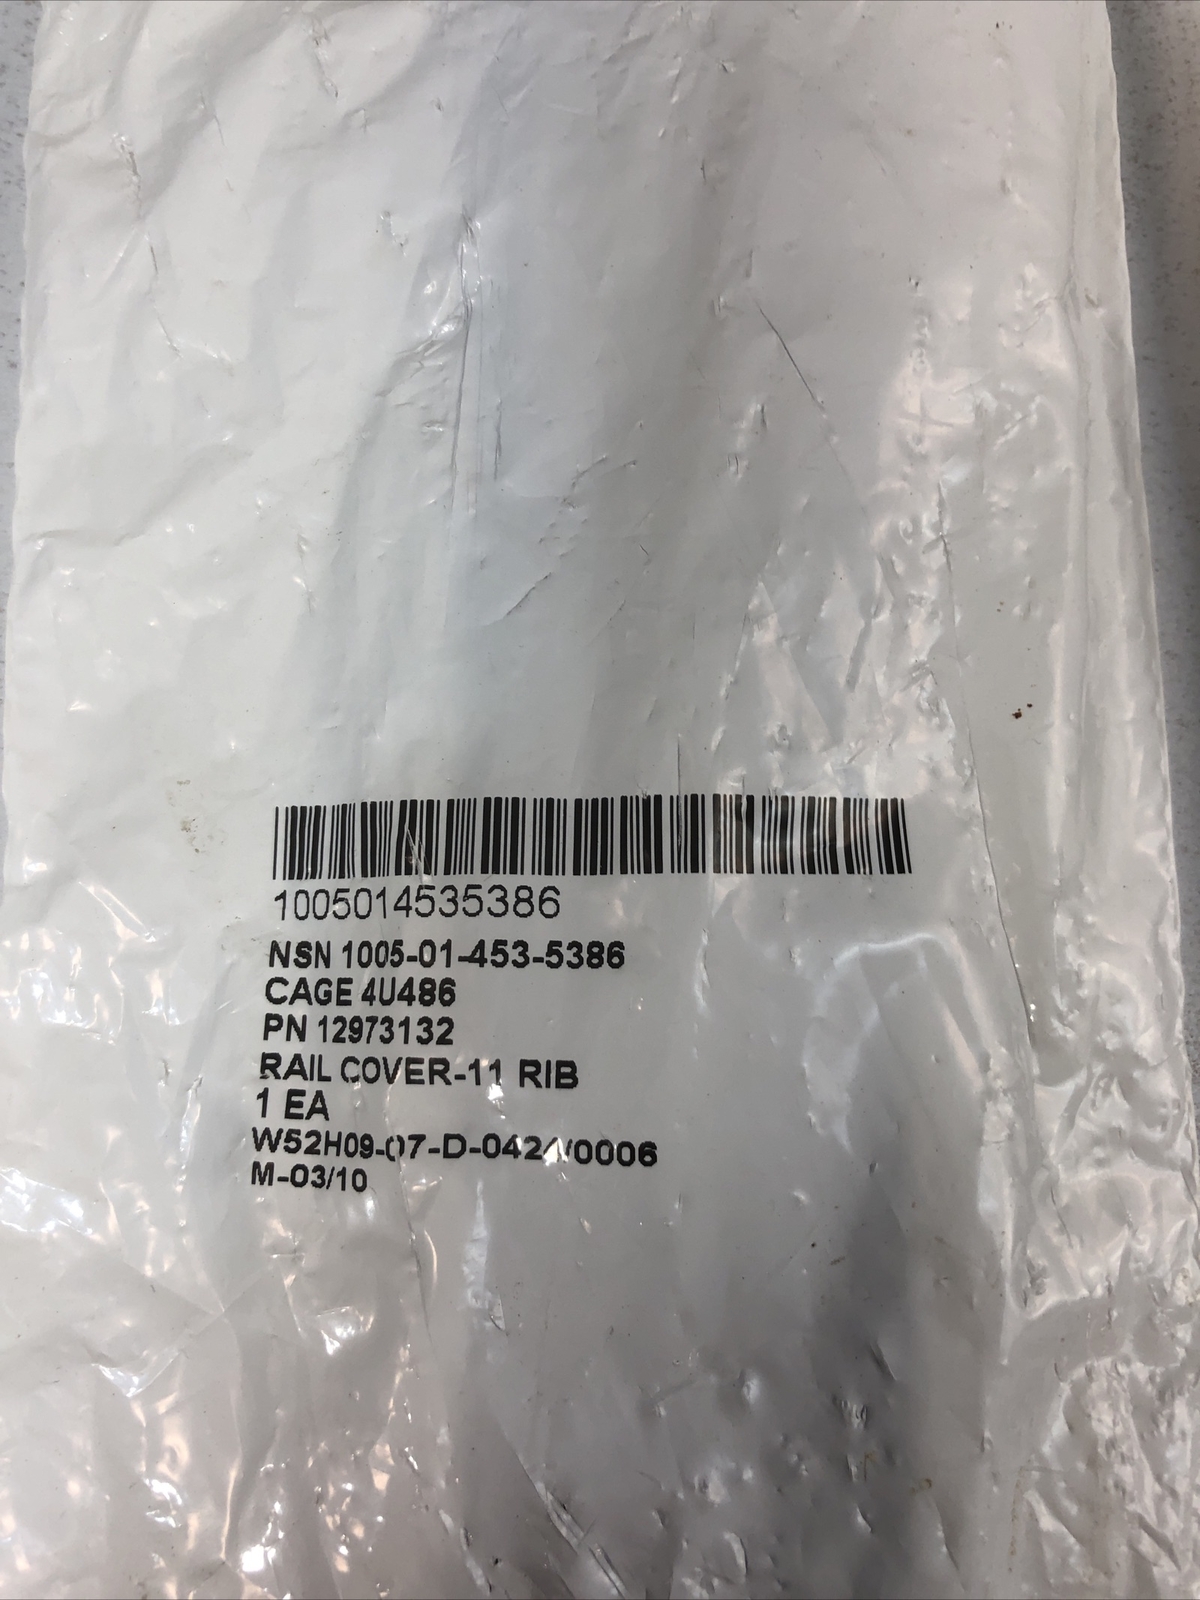 1005014535386
NSN 1005-01-453-5386
CAGE 4U486
PN 12973132
RAIL COVER-11 RIB
1 EA
W52H09-07-D-0424/0006
M-03/10